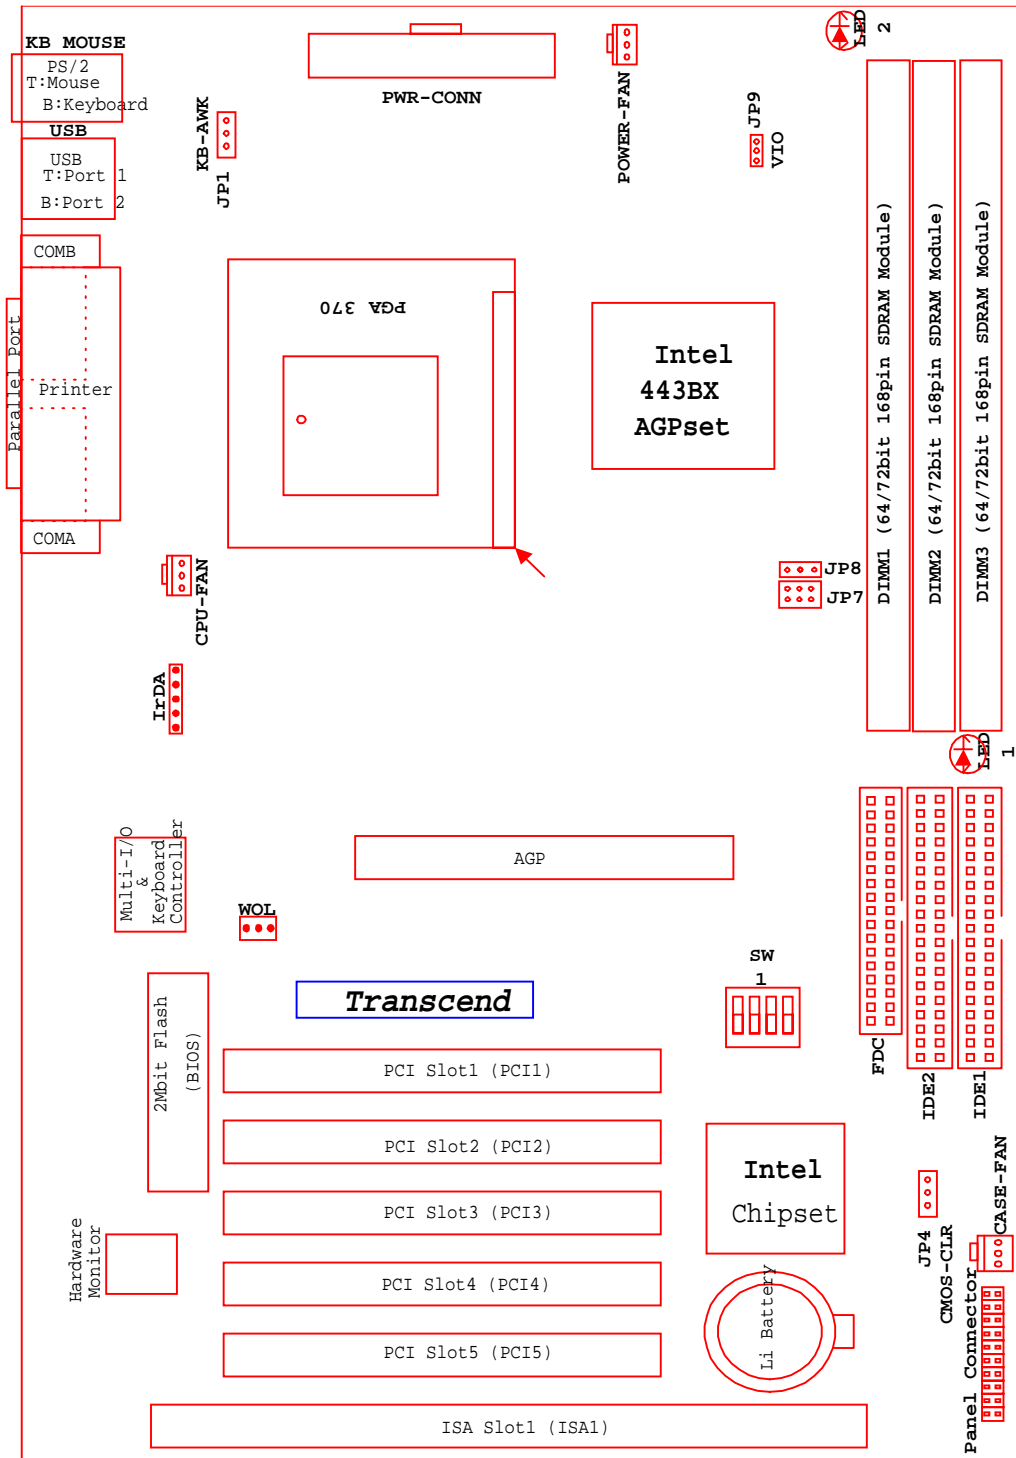 KB MOUSE
PS/2
T:Mouse
B:Keyboard
USB
USB
T:Port 1
B:Port 2
COMB
Parallel Port
Printer
COMA
KB-AWK
JP1
PWR-CONN
POWER-FAN
JP9
VIO
LED
2
PGA 370
Intel
443BX
AGPset
DIMM1 (64/72bit 168pin SDRAM Module)
DIMM2 (64/72bit 168pin SDRAM Module)
DIMM3 (64/72bit 168pin SDRAM Module)
CPU-FAN
JP8
JP7
IrDA
LED
1
Multi-I/O
&
Keyboard
Controller
AGP
WOL
SW
1
Transcend
2Mbit Flash
(BIOS)
FDC
IDE2
IDE1
PCI Slot1 (PCI1)
PCI Slot2 (PCI2)
PCI Slot3 (PCI3)
PCI Slot4 (PCI4)
PCI Slot5 (PCI5)
ISA Slot1 (ISA1)
Intel
Chipset
Li Battery
Hardware
Monitor
JP4
CMOS-CLR
CASE-FAN
Panel Connector